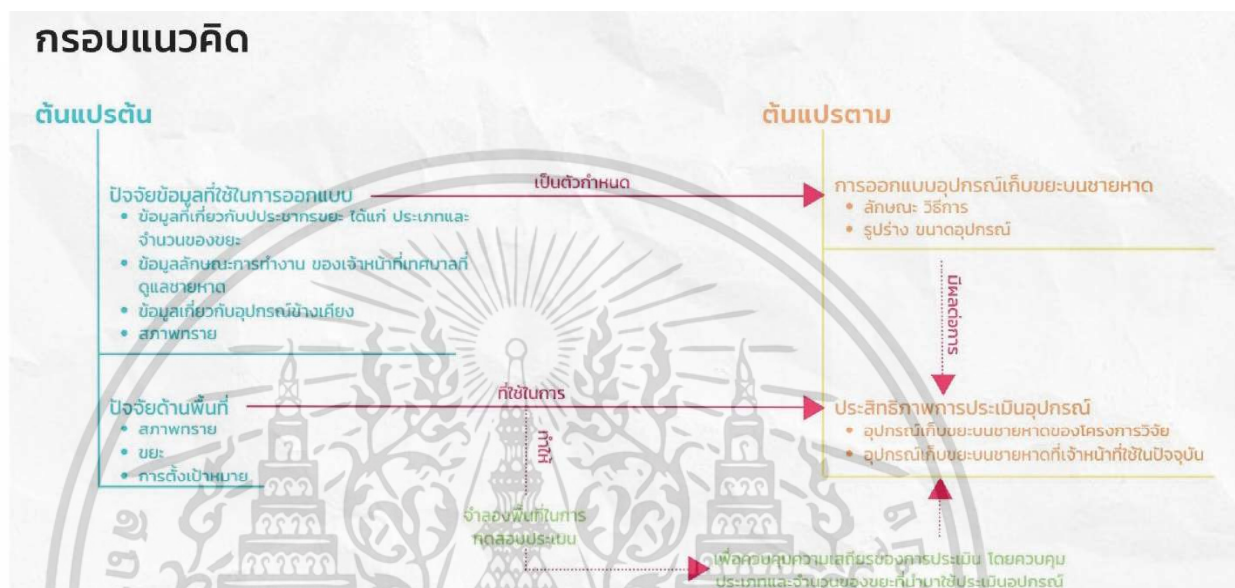 กรอบแนวคิด
ต้นแปรต้น
ปัจจัยข้อมูลที่ใช้ในการออกแบบ
• ข้อมูลที่เกี่ยวกับปประชากรขยะ ได้แก่ ประเภทและ
จำนวนของขยะ
• ข้อมูลลักษณะการทำงาน ของเจ้าหน้าที่เทศบาลที่
ดูแลชายหาด
• ข้อมูลเกี่ยวกับอุปกรณ์ข้างเคียง
• สภาพทราย
เป็นตัวกำหนด
ต้นแปรตาม
การออกแบบอุปกรณ์เก็บขยะบนชายหาด
• ลักษณะ วิธีการ
• รูปร่าง ขนาดอุปกรณ์
มีผลต่อการ
ปัจจัยด้านพื้นที่
• สภาพทราย
• ขยะ
• การตั้งเป้าหมาย
ที่ใช้ในการ
ทำให้
ประสิทธิภาพการประเมินอุปกรณ์
• อุปกรณ์เก็บขยะบนชายหาดของโครงการวิจัย
• อุปกรณ์เก็บขยะบนชายหาดที่เจ้าหน้าที่ใช้ในปัจจุบัน
จำลองพื้นที่ในการ
ทดสอบประเมิน
เพื่อควบคุมความเสถียรของการประเมิน โดยควบคุม
ประเภทและจำนวนของขยะที่นำมาใช้ประเมินอุปกรณ์